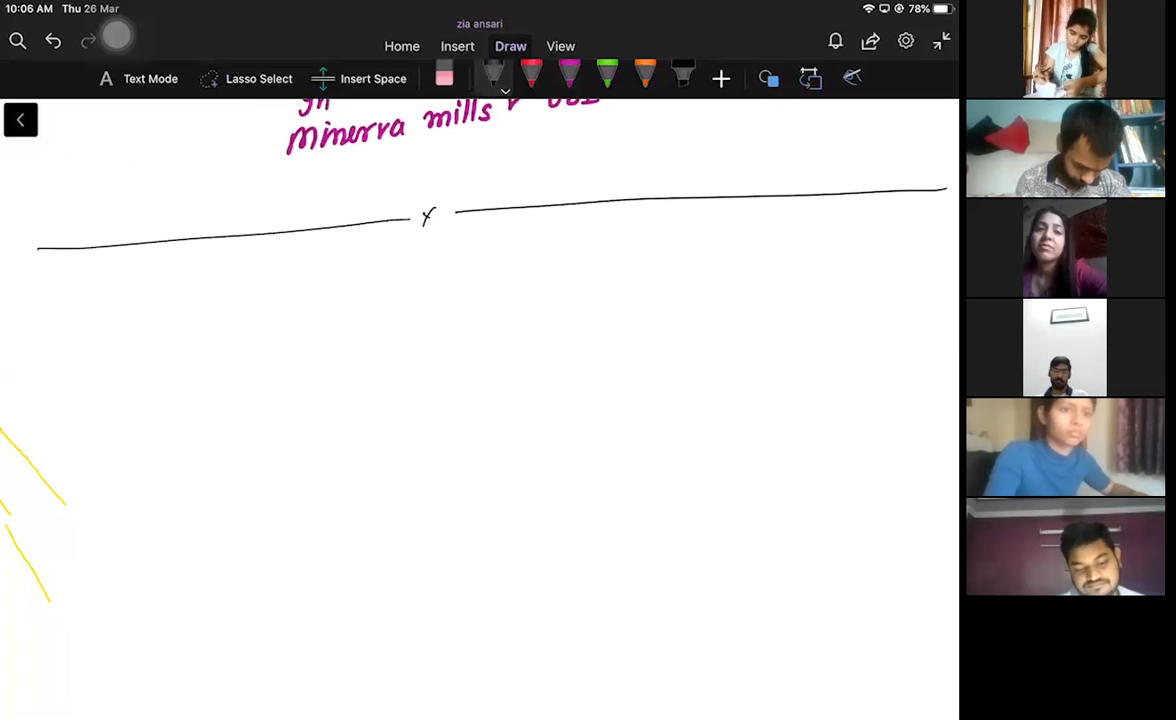 10:06 AM Thu 26 Mar
78%
zia ansari
Home Insert Draw View
Text Mode Lasso Select Insert Space
minerva mills v